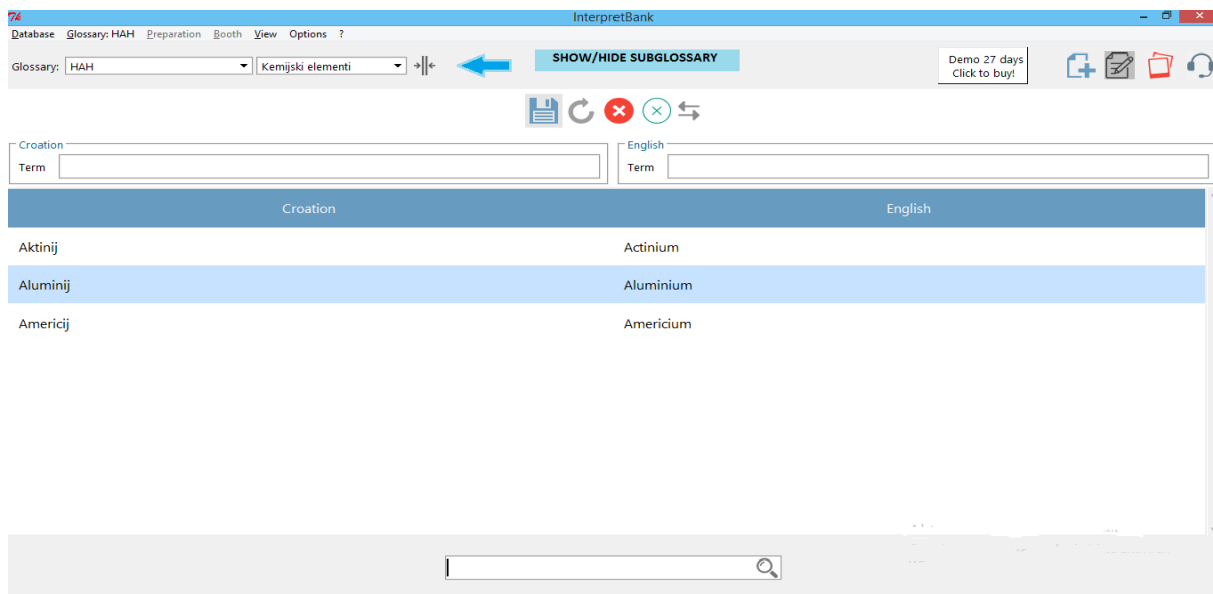 InterpretBank
Database Glossary: HAH Preparation Booth View Options ?
Glossary: HAH Kemijski elementi
SHOW/HIDE SUBGLOSSARY
Demo 27 days
Click to buy!
Croation
Term
English
Term
Croation English
Aktinij Actinium
Aluminij Aluminium
Americij Americium